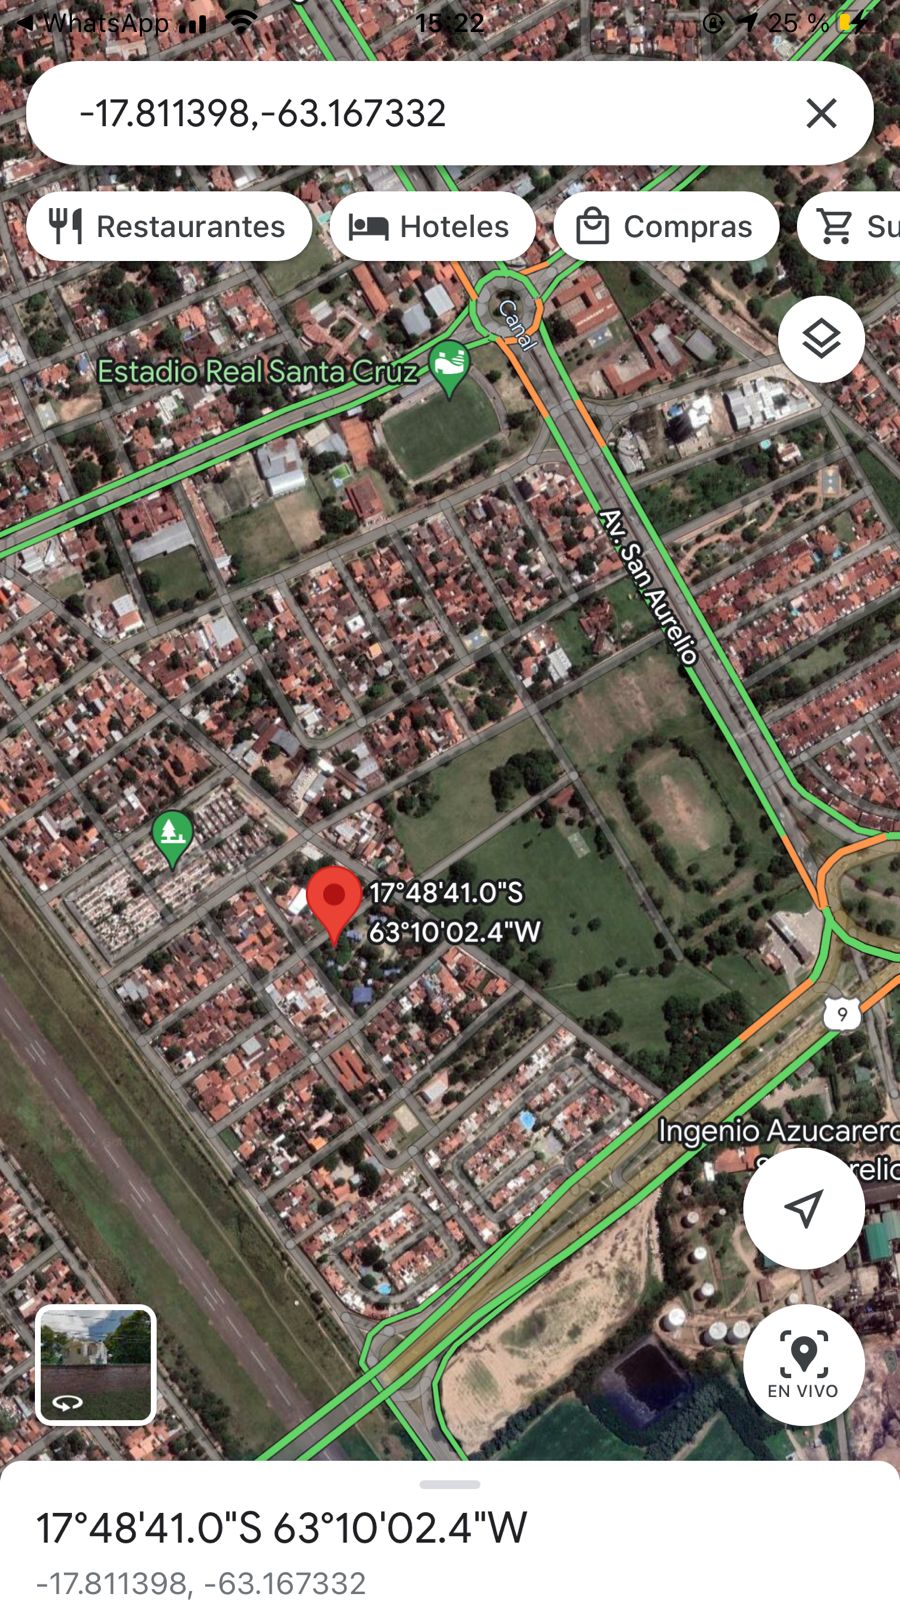 WhatsApp
15:22
25 %
-17.811398,-63.167332
Restaurantes
Hoteles
Compras
Su
Canal
Estadio Real Santa Cruz
Av. San Aurelio
17°48'41.0"S
63°10'02.4"W
9
Ingenio Azucarero
relio
EN VIVO
17°48'41.0"S 63°10'02.4"W
-17.811398, -63.167332